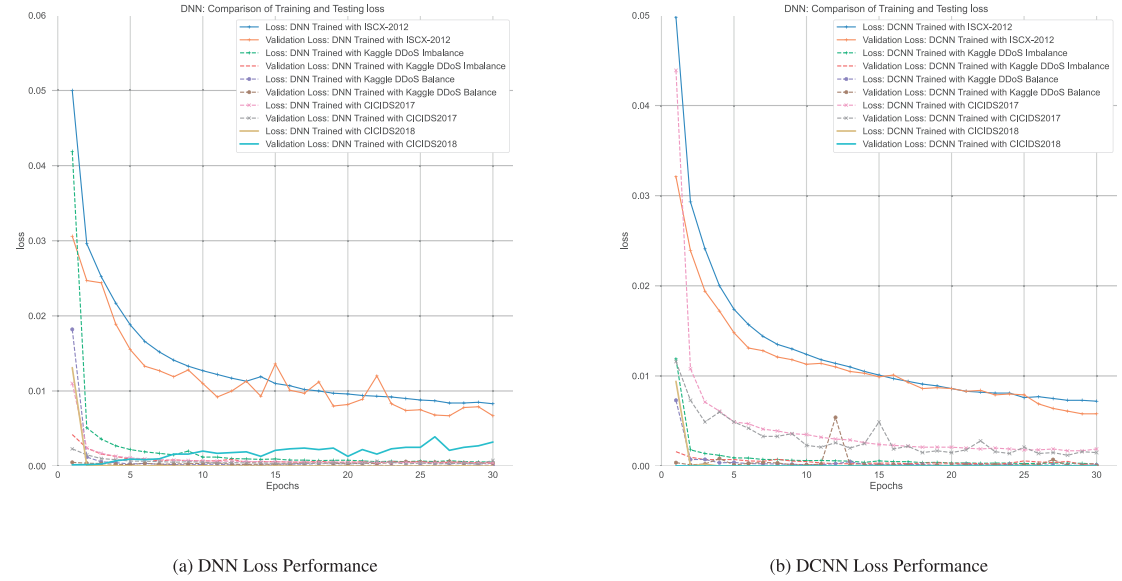 DNN: Comparison of Training and Testing loss
0.06
Loss: DNN Trained with ISCX-2012
Validation Loss: DNN Trained with ISCX-2012
Loss: DNN Trained with Kaggle DDoS Imbalance
Validation Loss: DNN Trained with Kaggle DDoS Imbalance
Loss: DNN Trained with Kaggle DDoS Balance
Validation Loss: DNN Trained with Kaggle DDoS Balance
Loss: DNN Trained with CICIDS2017
Validation Loss: DNN Trained with CICIDS2017
Loss: DNN Trained with CICIDS2018
Validation Loss: DNN Trained with CICIDS2018
0.05
0.04
0.03
loss
0.02
0.01
0.00
0
5
10
15
20
25
30
Epochs
(a) DNN Loss Performance
DNN: Comparison of Training and Testing loss
0.05
Loss: DCNN Trained with ISCX-2012
Validation Loss: DCNN Trained with ISCX-2012
Loss: DCNN Trained with Kaggle DDoS Imbalance
Validation Loss: DCNN Trained with Kaggle DDoS Imbalance
Loss: DCNN Trained with Kaggle DDoS Balance
Validation Loss: DCNN Trained with Kaggle DDoS Balance
Loss: DCNN Trained with CICIDS2017
Validation Loss: DCNN Trained with CICIDS2017
Loss: DCNN Trained with CICIDS2018
Validation Loss: DCNN Trained with CICIDS2018
0.04
0.03
loss
0.02
0.01
0.00
0
5
10
15
20
25
30
Epochs
(b) DCNN Loss Performance